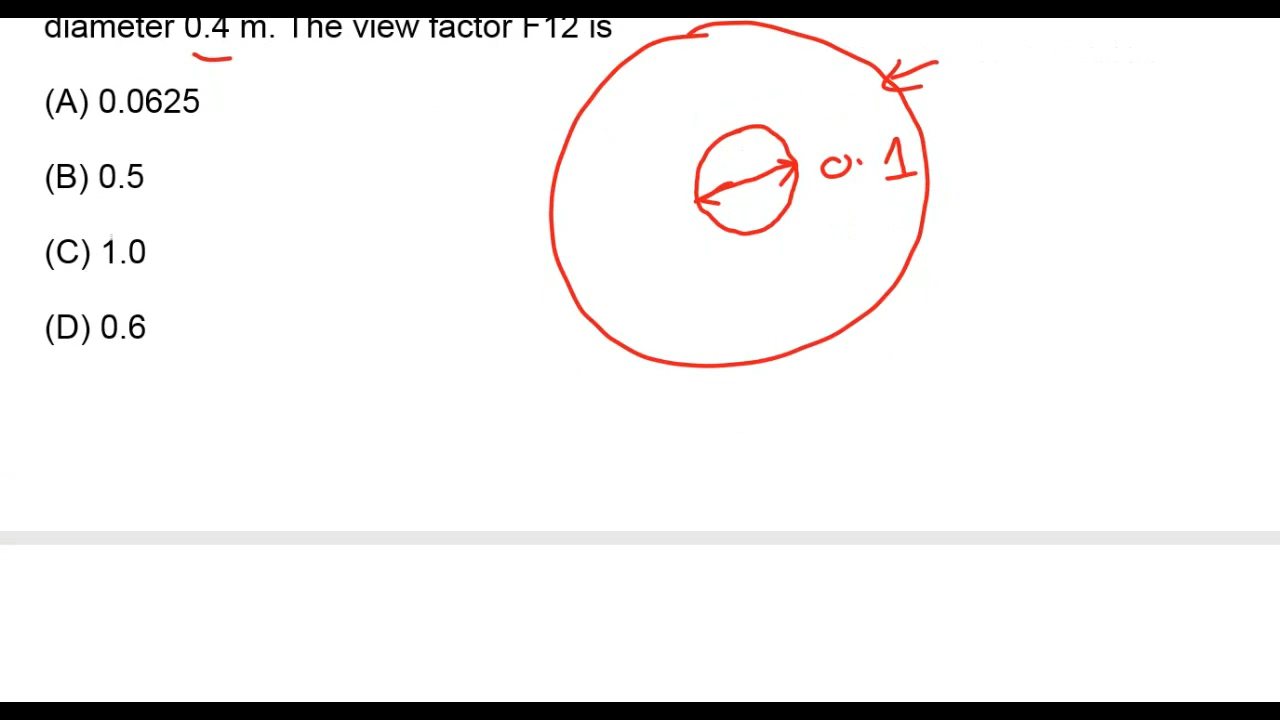 diameter 0.4 m. The view factor F12 is
(A) 0.0625
0.1
(B) 0.5
(C) 1.0
(D) 0.6